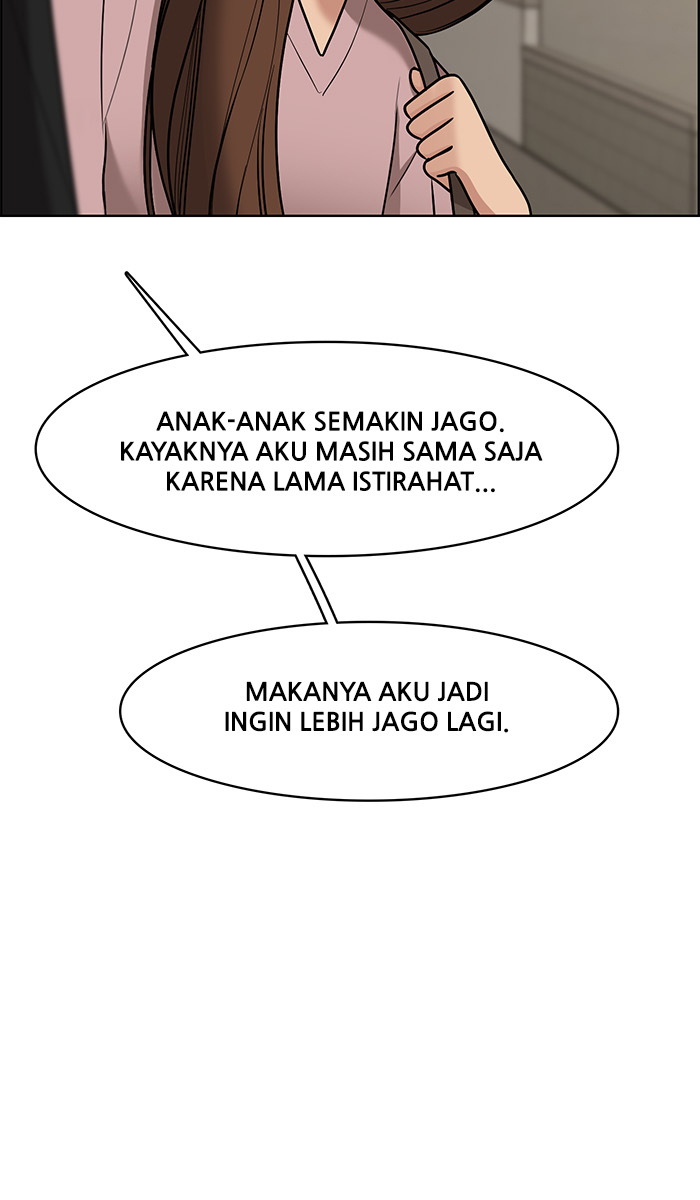 ANAK-ANAK SEMAKIN JAGO.
KAYAKNYA AKU MASIH SAMA SAJA
KARENA LAMA ISTIRAHAT...
MAKANYA AKU JADI
INGIN LEBIH JAGO LAGI.